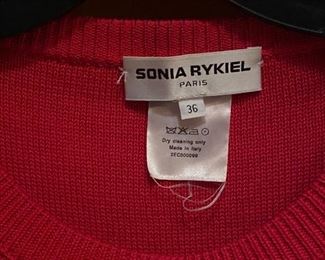 SONIA RYKIEL
PARIS
36
Dry cleaning only
Made in Italy